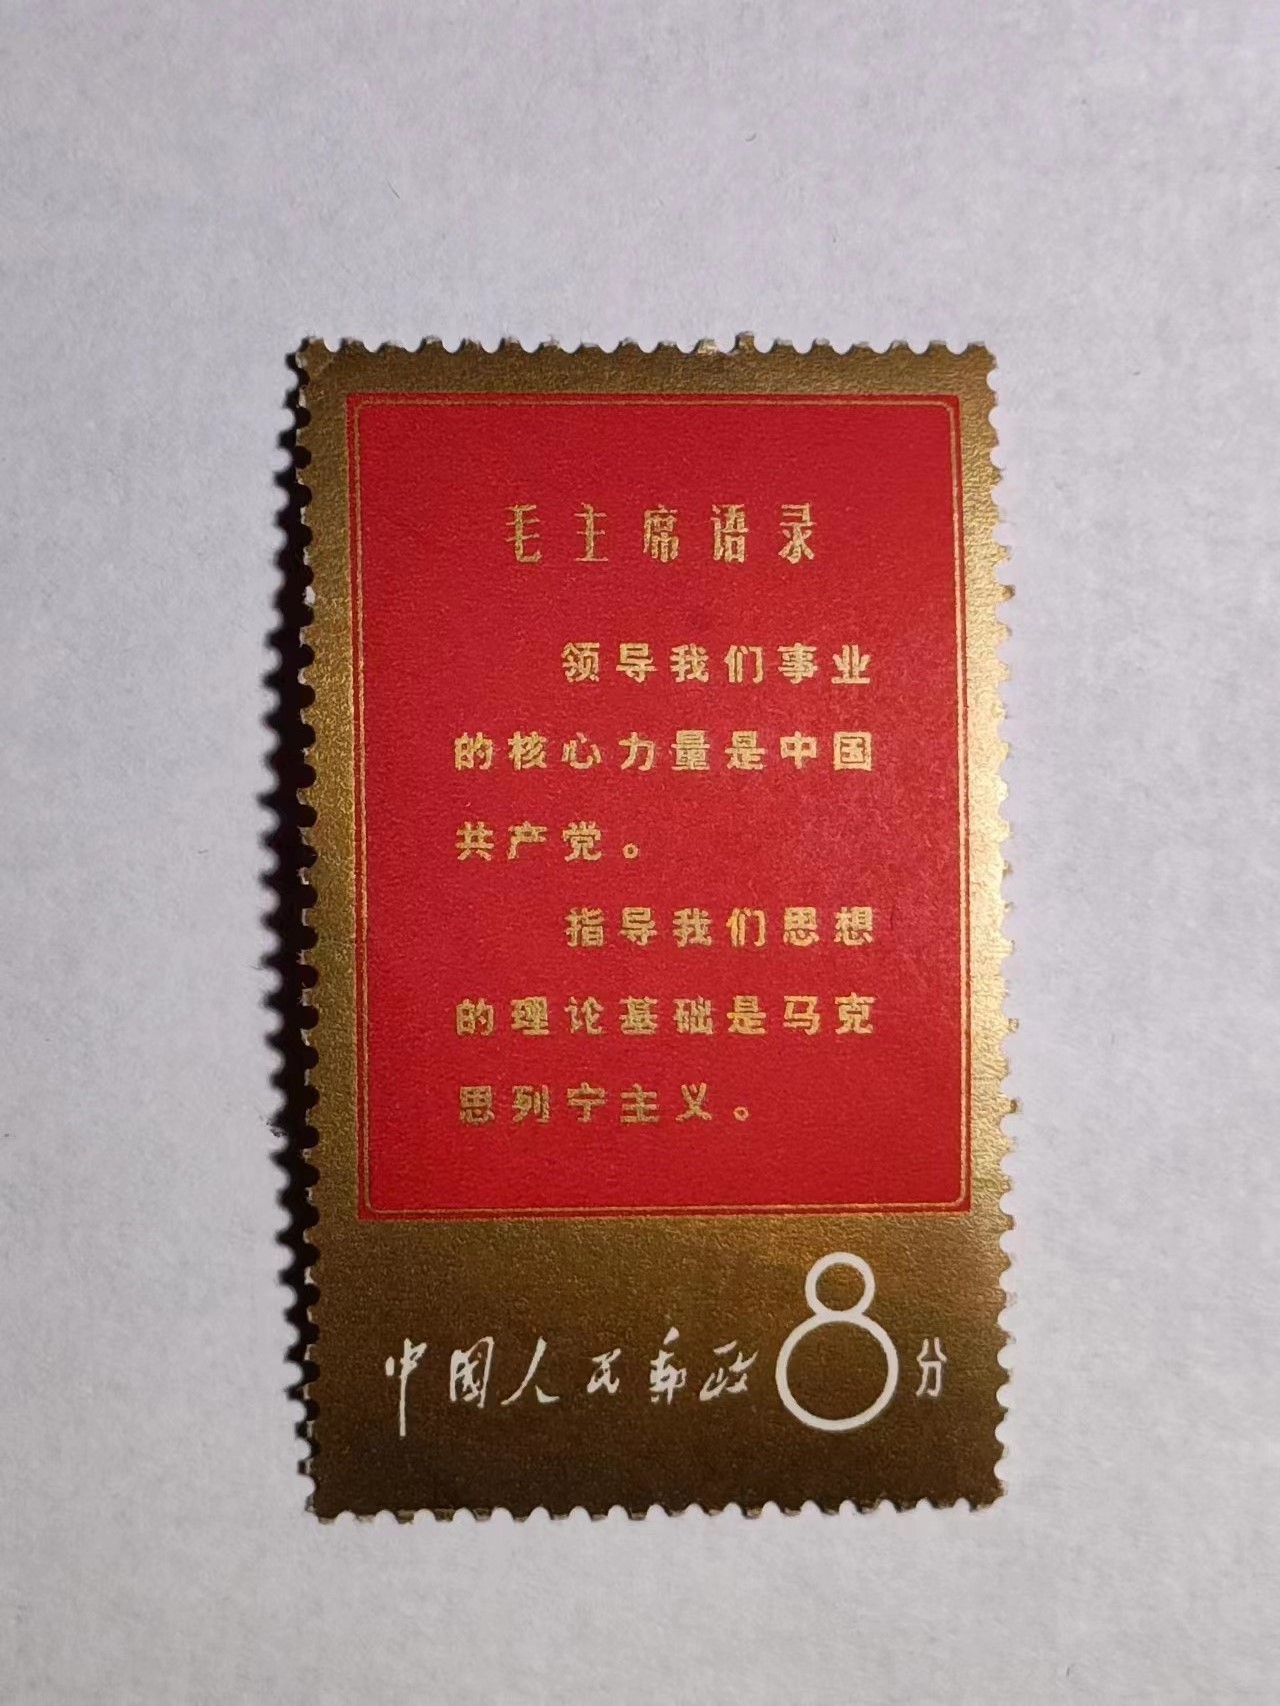 毛主席语录
领导我们事业
的核心力量是中国
共产党。
指导我们思想
的理论基础是马克
思列宁主义。
中国人民邮政8分